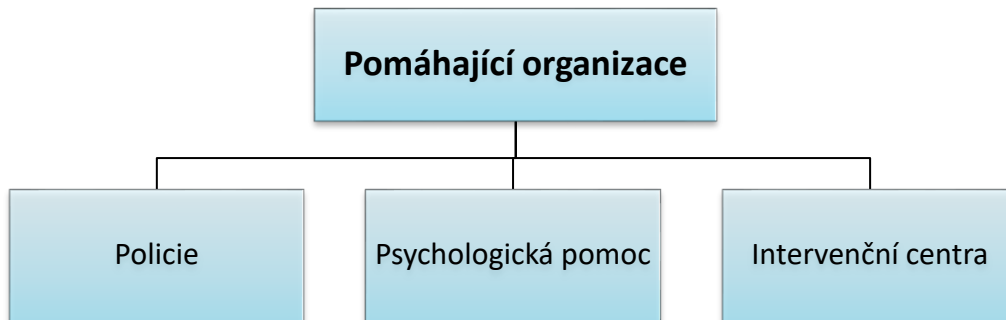 Pomáhající organizace
Policie
Psychologická pomoc
Intervenční centra